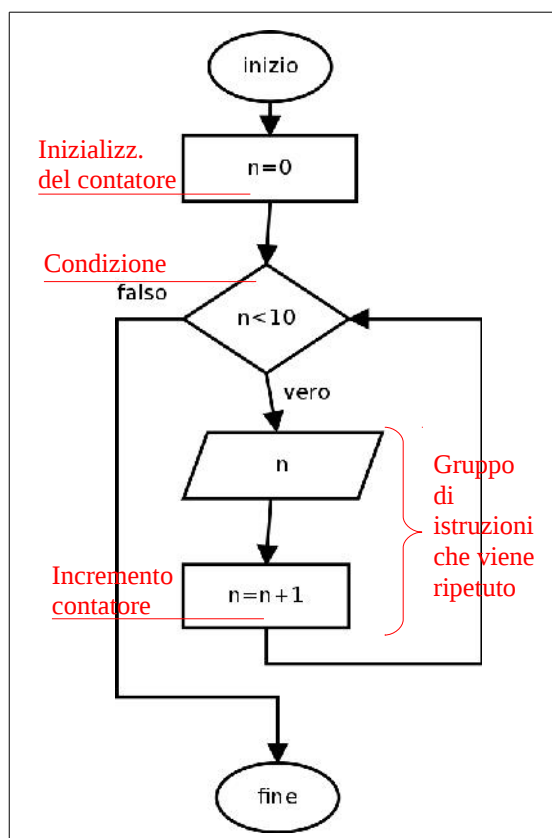 inizio
Inizializz.
del contatore
n=0
Condizione
falso
n<10
vero
n
Gruppo
di
istruzioni
che viene
ripetuto
Incremento
contatore
n=n+1
fine